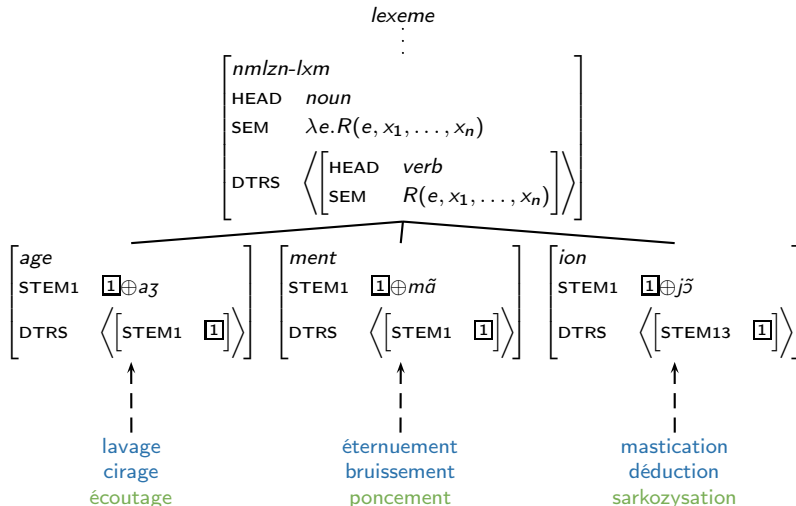 lexeme
nmlzn-lxm
HEAD noun
SEM λe.R(e, x₁, . . . , xₙ)
DTRS ⟨[HEAD verb
SEM R(e, x₁, . . . , xₙ)]⟩
age ment ion
STEM1 1⊕aʒ STEM1 1⊕mɑ̃ STEM1 1⊕jɔ̃
DTRS ⟨[STEM1 1]⟩ DTRS ⟨[STEM1 1]⟩ DTRS ⟨[STEM13 1]⟩
lavage éternuement mastication
cirage bruissement déduction
écoutage poncement sarkozysation